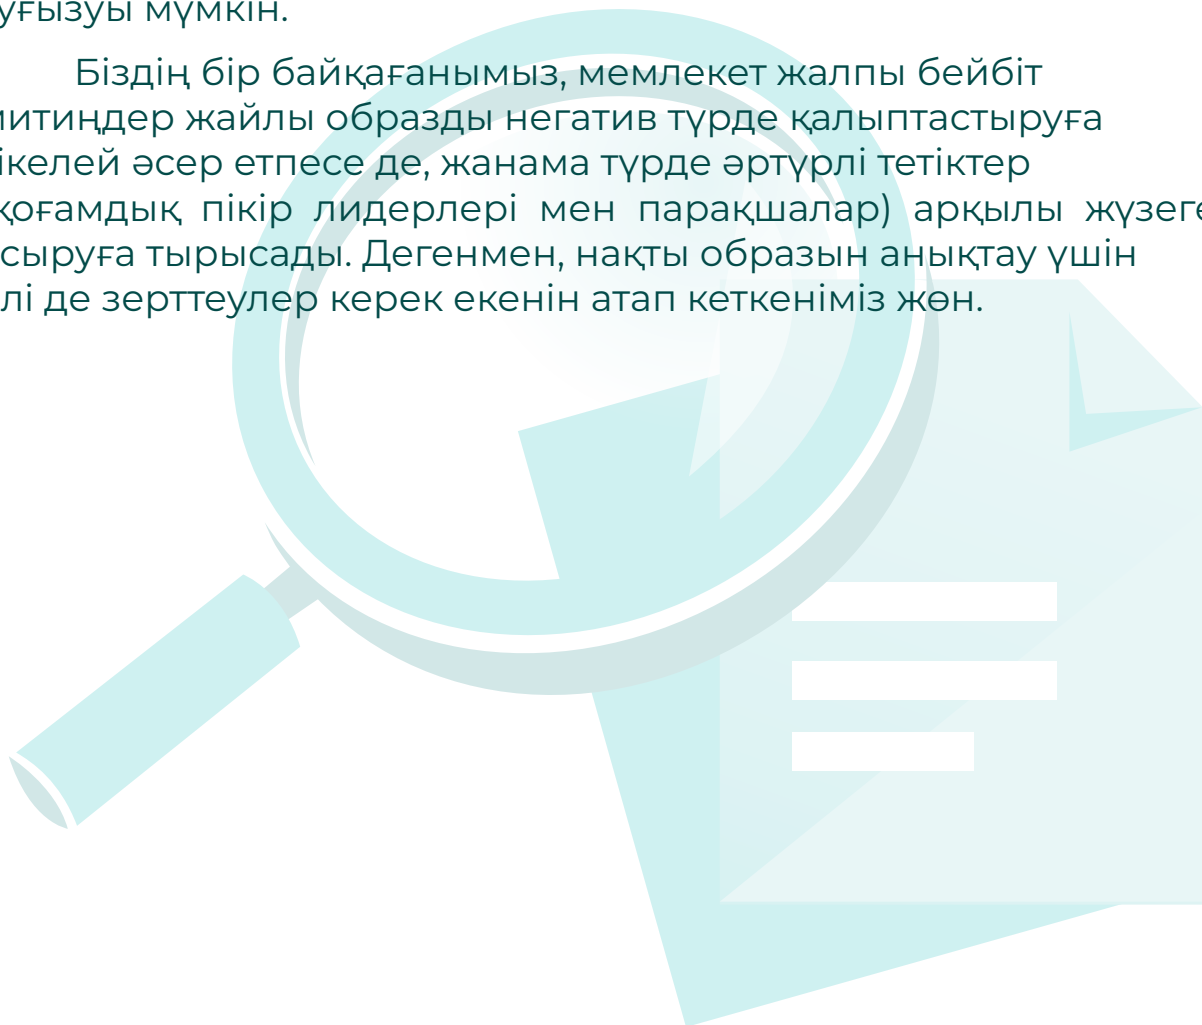 уғызуы мүмкін.
Біздің бір байқағанымыз, мемлекет жалпы бейбіт
митиңдер жайлы образды негатив түрде қалыптастыруға
ікелей әсер етпесе де, жанама түрде әртүрлі тетіктер
қоғамдық пікір лидерлері мен парақшалар) арқылы жүзеге
сыруға тырысады. Дегенмен, нақты образын анықтау үшін
лі де зерттеулер керек екенін атап кеткеніміз жөн.